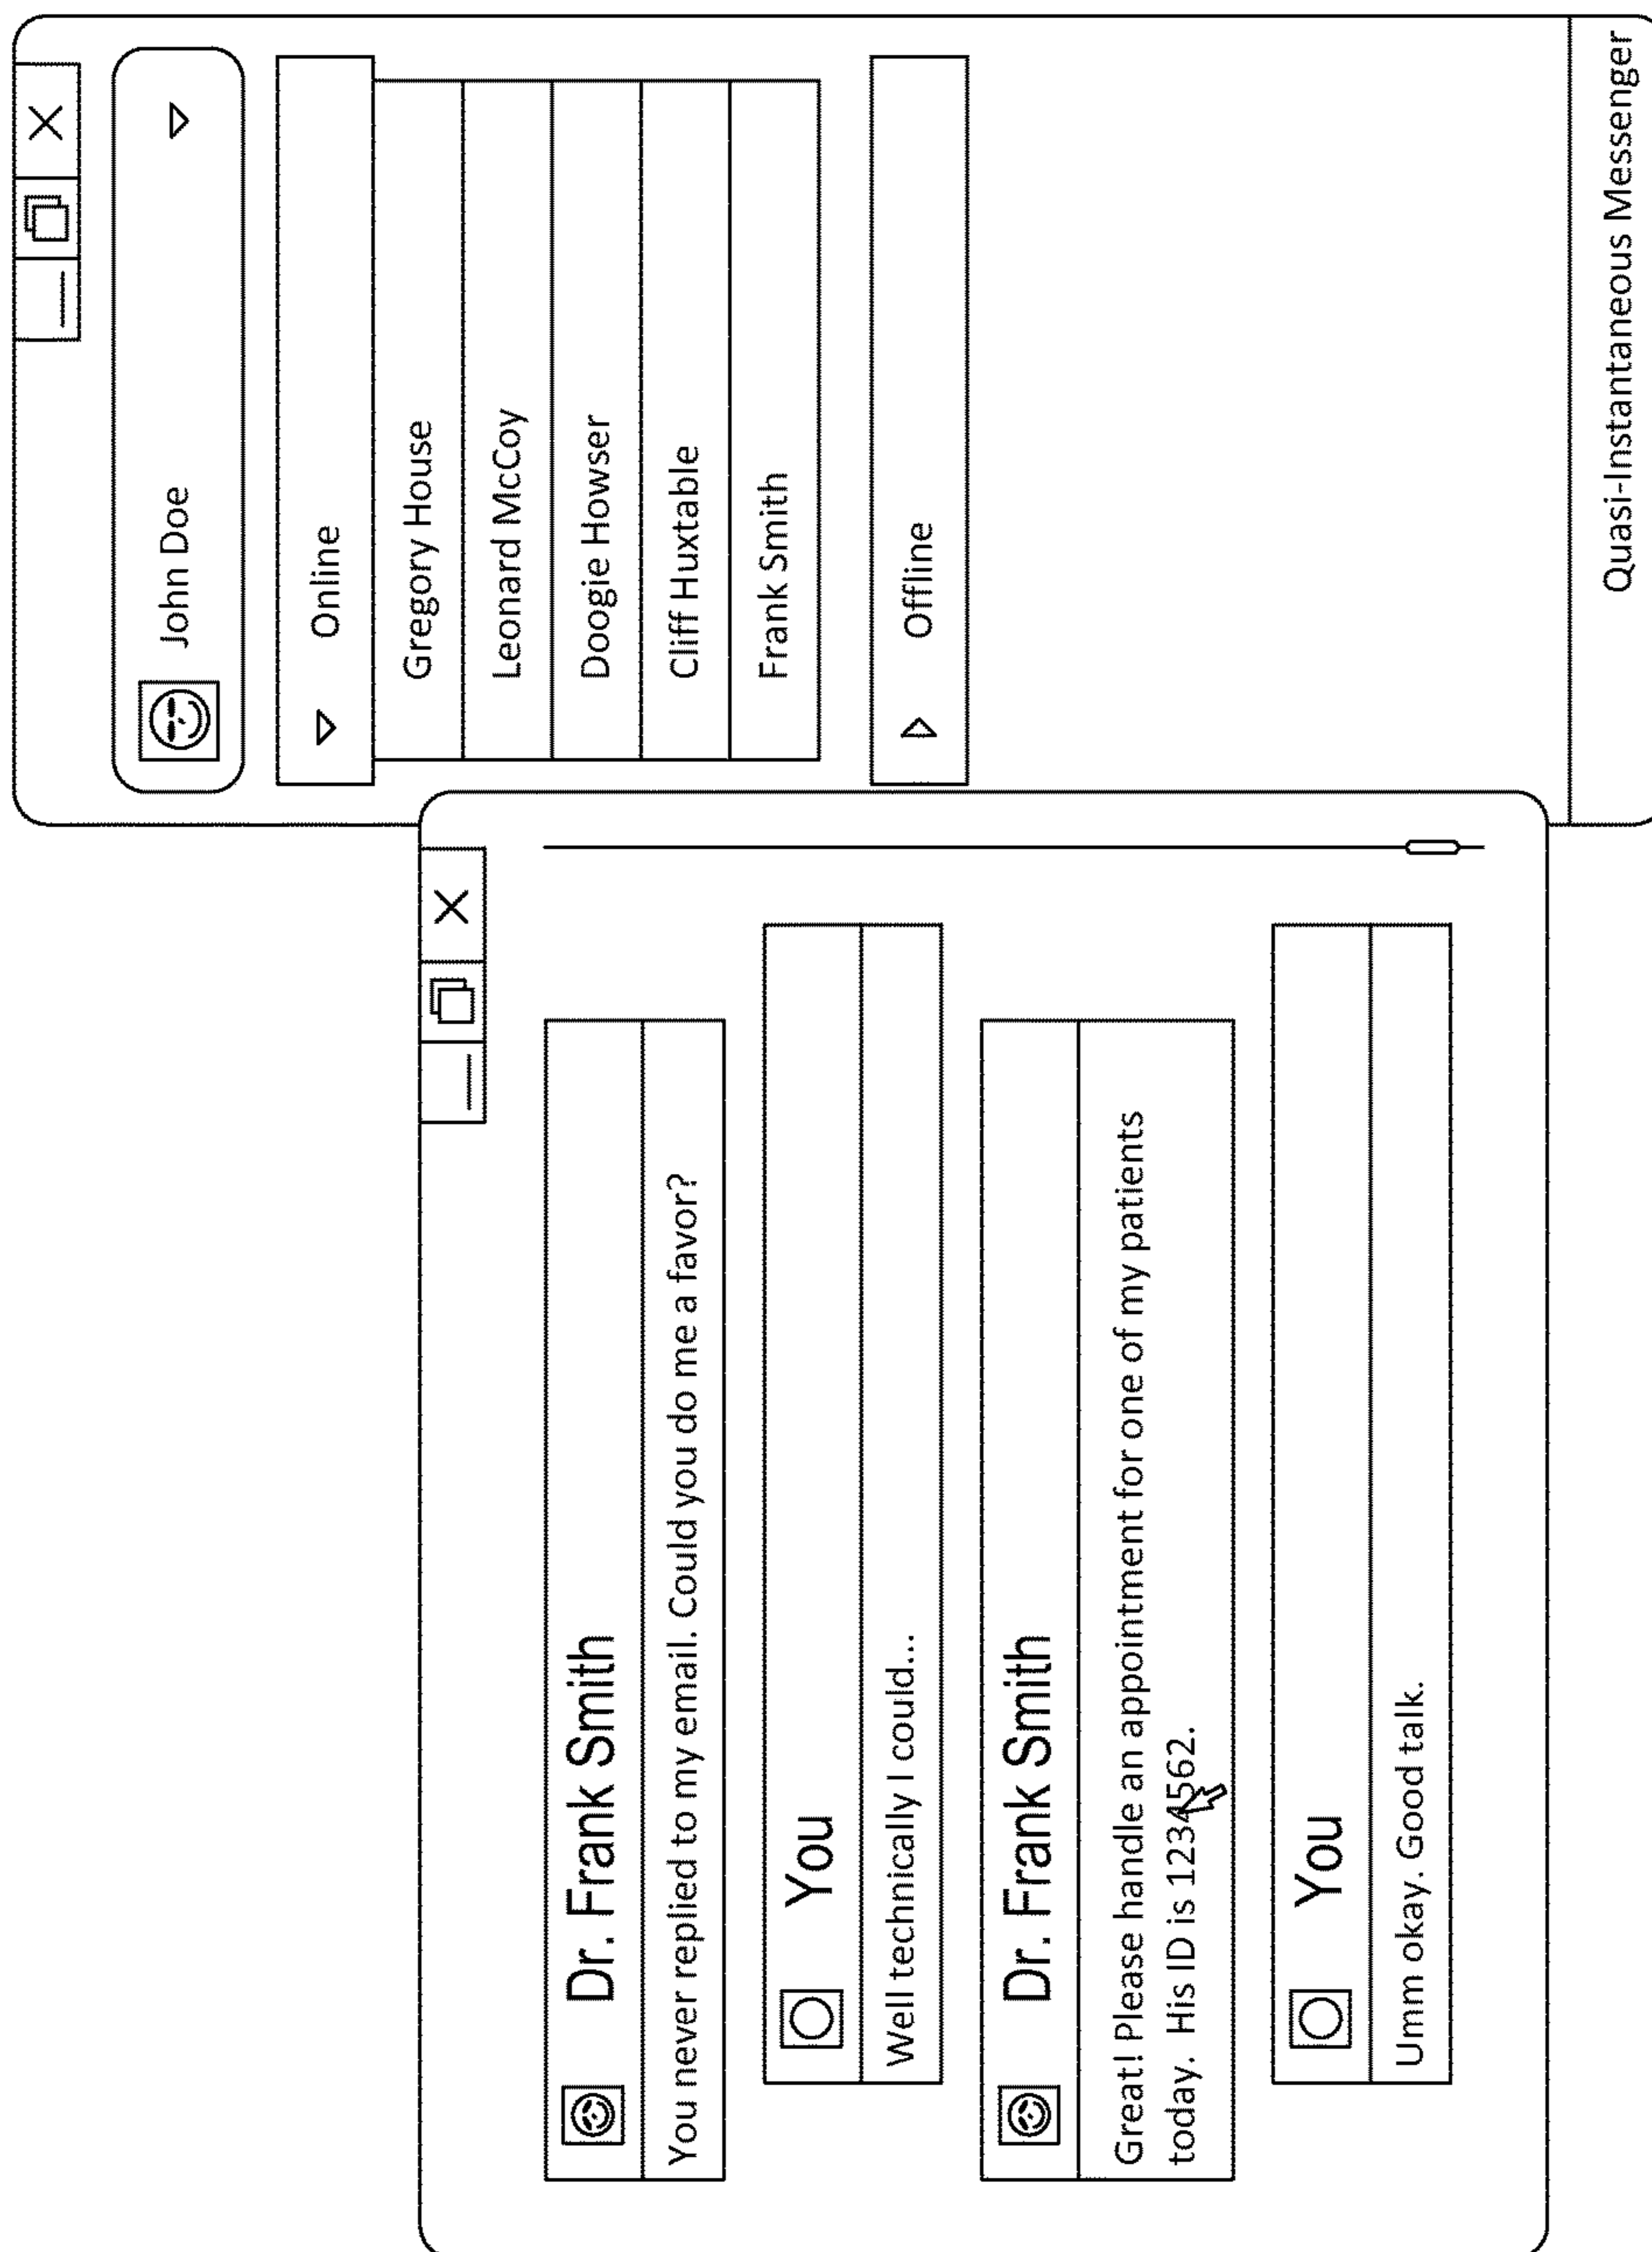 John Doe
Online
Gregory House
Leonard McCoy
Doogie Howser
Cliff Huxtable
Frank Smith
Offline
Quasi-Instantaneous Messenger
Dr. Frank Smith
You never replied to my email. Could you do me a favor?
You
Well technically I could...
Dr. Frank Smith
Great! Please handle an appointment for one of my patients
today. His ID is 1234562.
You
Umm okay. Good talk.